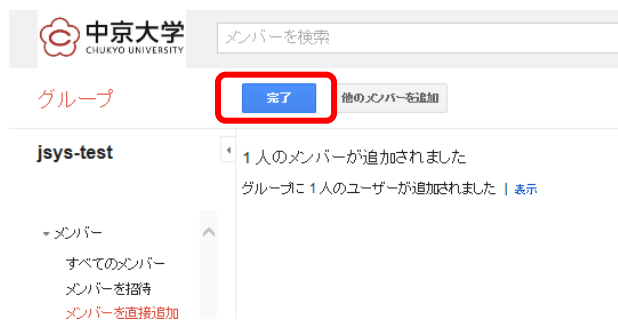 中京大学
CHUKYO UNIVERSITY
メンバーを検索
グループ
完了
他のメンバーを追加
jsys-test
1 人のメンバーが追加されました
グループに 1 人のユーザーが追加されました | 表示
メンバー
すべてのメンバー
メンバーを招待
メンバーを直接追加